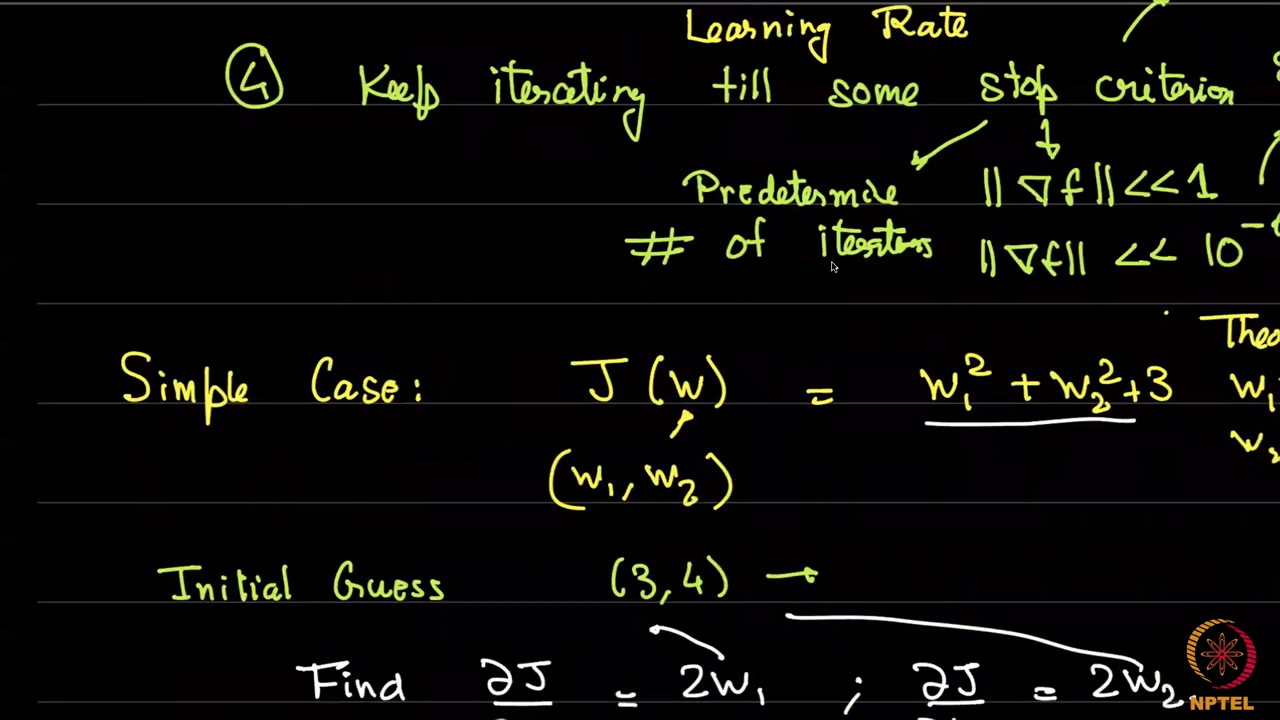 Learning Rate
④ Keep iterating till some stop criterion
Predetermine || ∇f || << 1
# of || ∇f || << 10
Simple Case: J (w) = w₁² + w₂² + 3
(w₁, w₂)
Initial Guess (3, 4) →
Find ∂J = 2w₁ ; ∂J = 2w₂
NPTEL